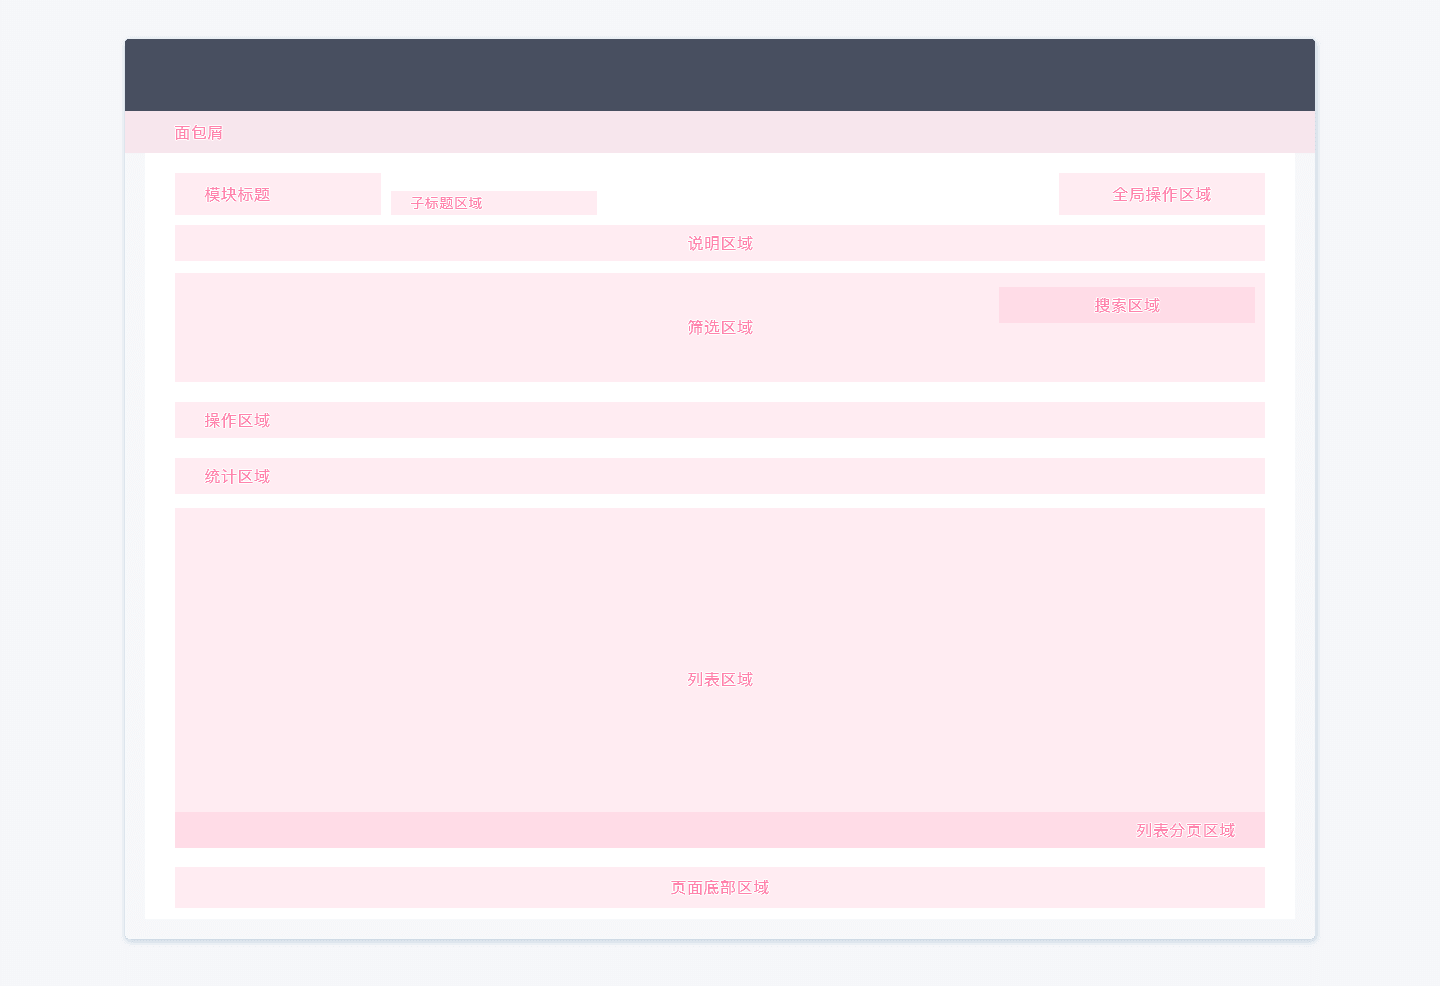 面包屑
模块标题
子标题区域
全局操作区域
说明区域
搜索区域
筛选区域
操作区域
统计区域
列表区域
列表分页区域
页面底部区域